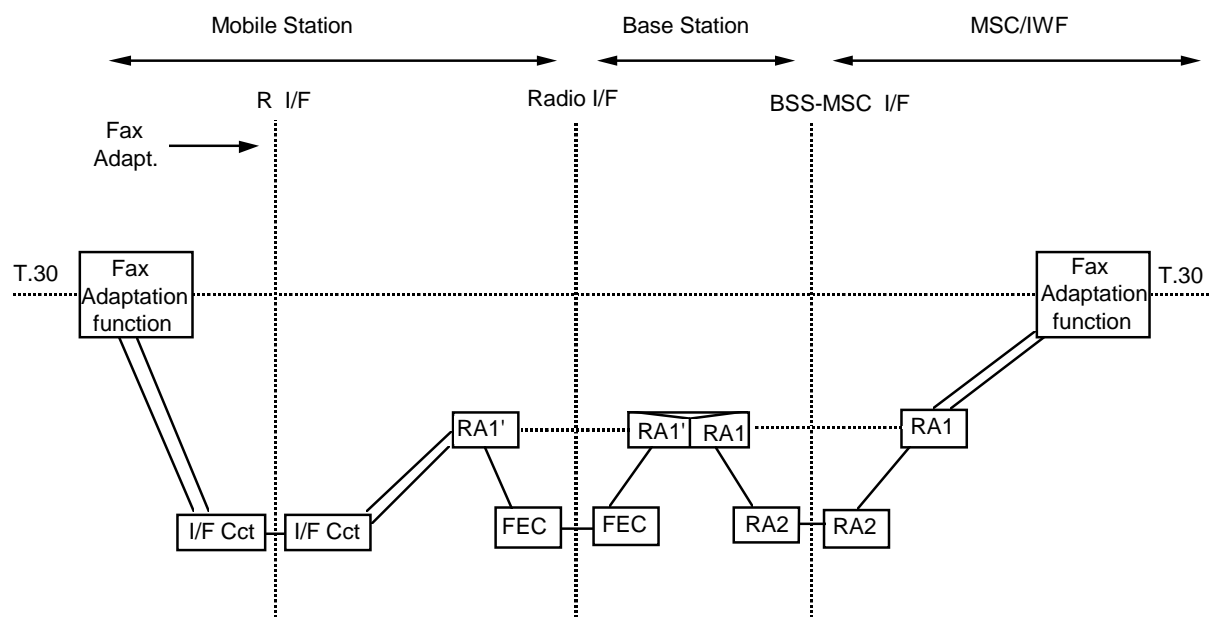 Mobile Station
Base Station
MSC/IWF
R I/F
Radio I/F
BSS-MSC I/F
Fax
Adapt.
T.30
Fax
Adaptation
function
Fax
Adaptation
function
T.30
RA1'
RA1'
RA1
RA1
I/F Cct
I/F Cct
FEC
FEC
RA2
RA2